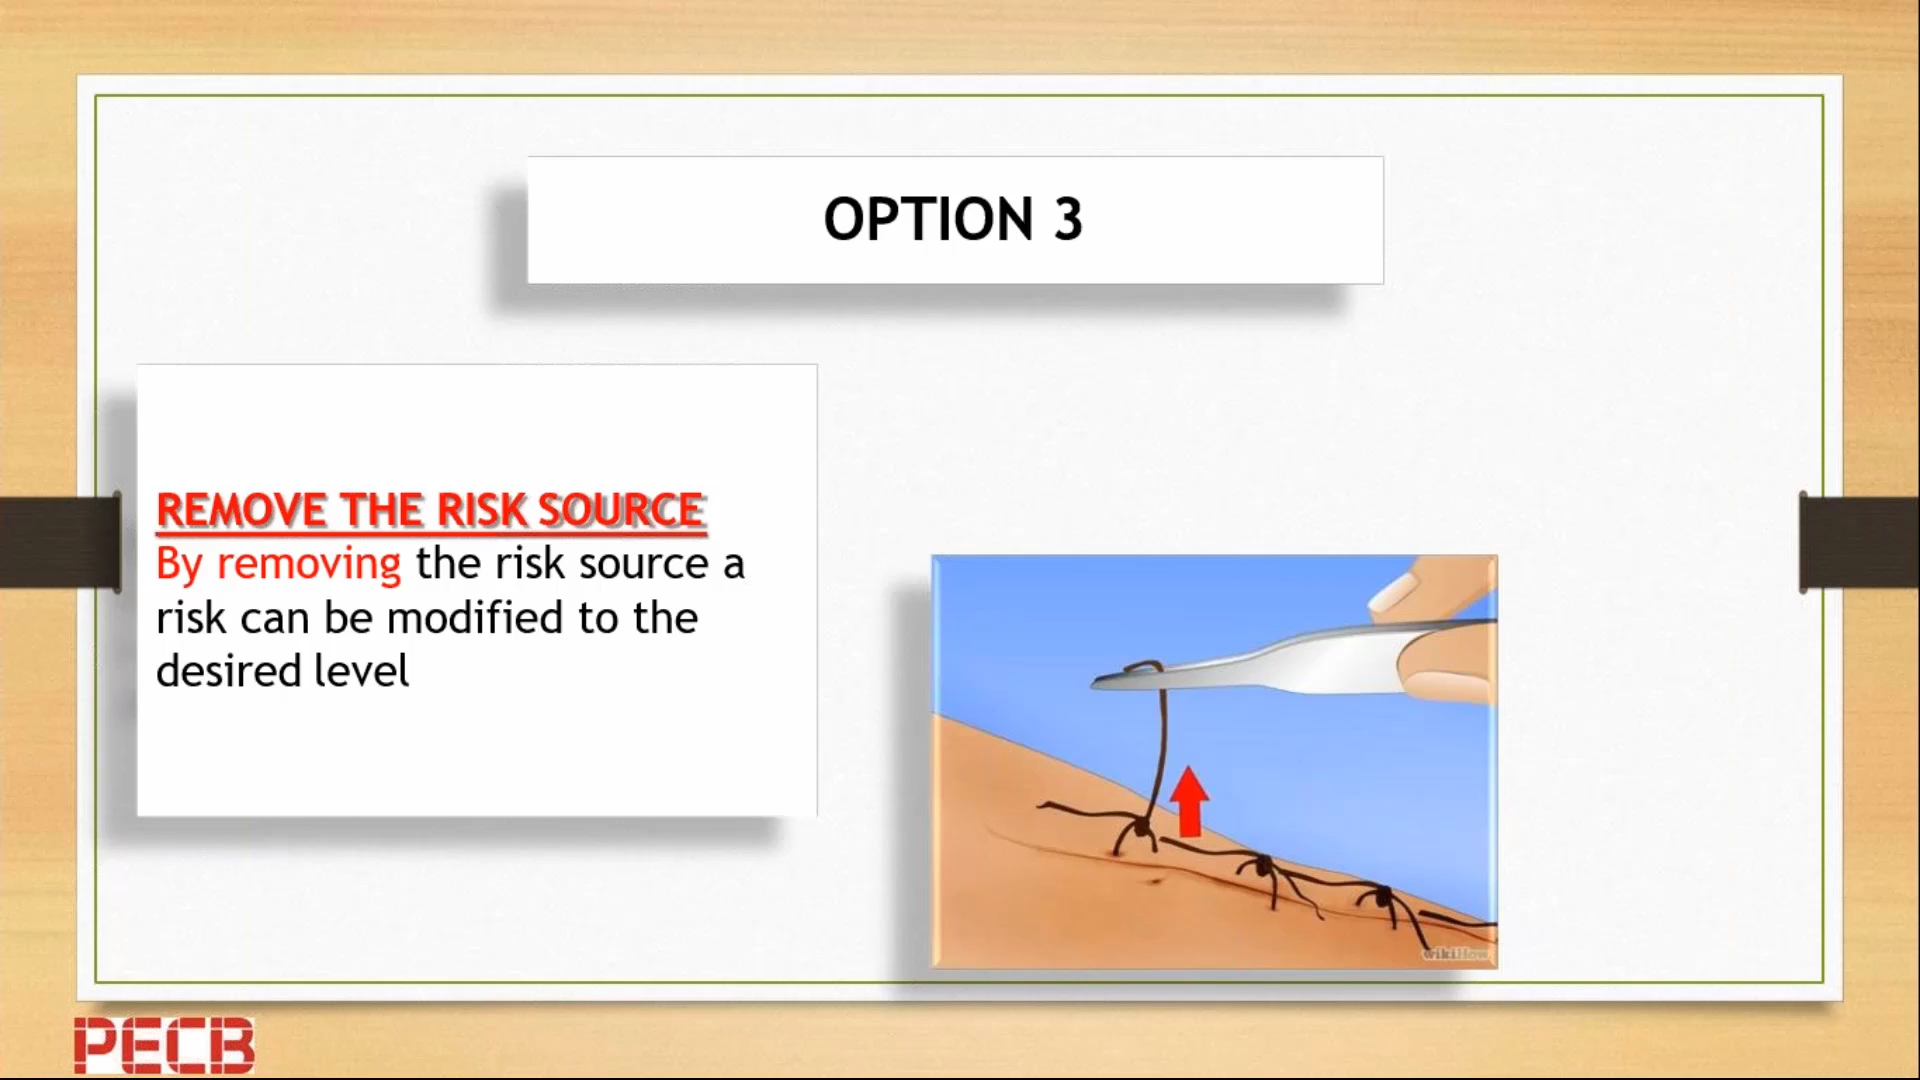 OPTION 3
REMOVE THE RISK SOURCE
By removing the risk source a
risk can be modified to the
desired level
wikiHow
PECB